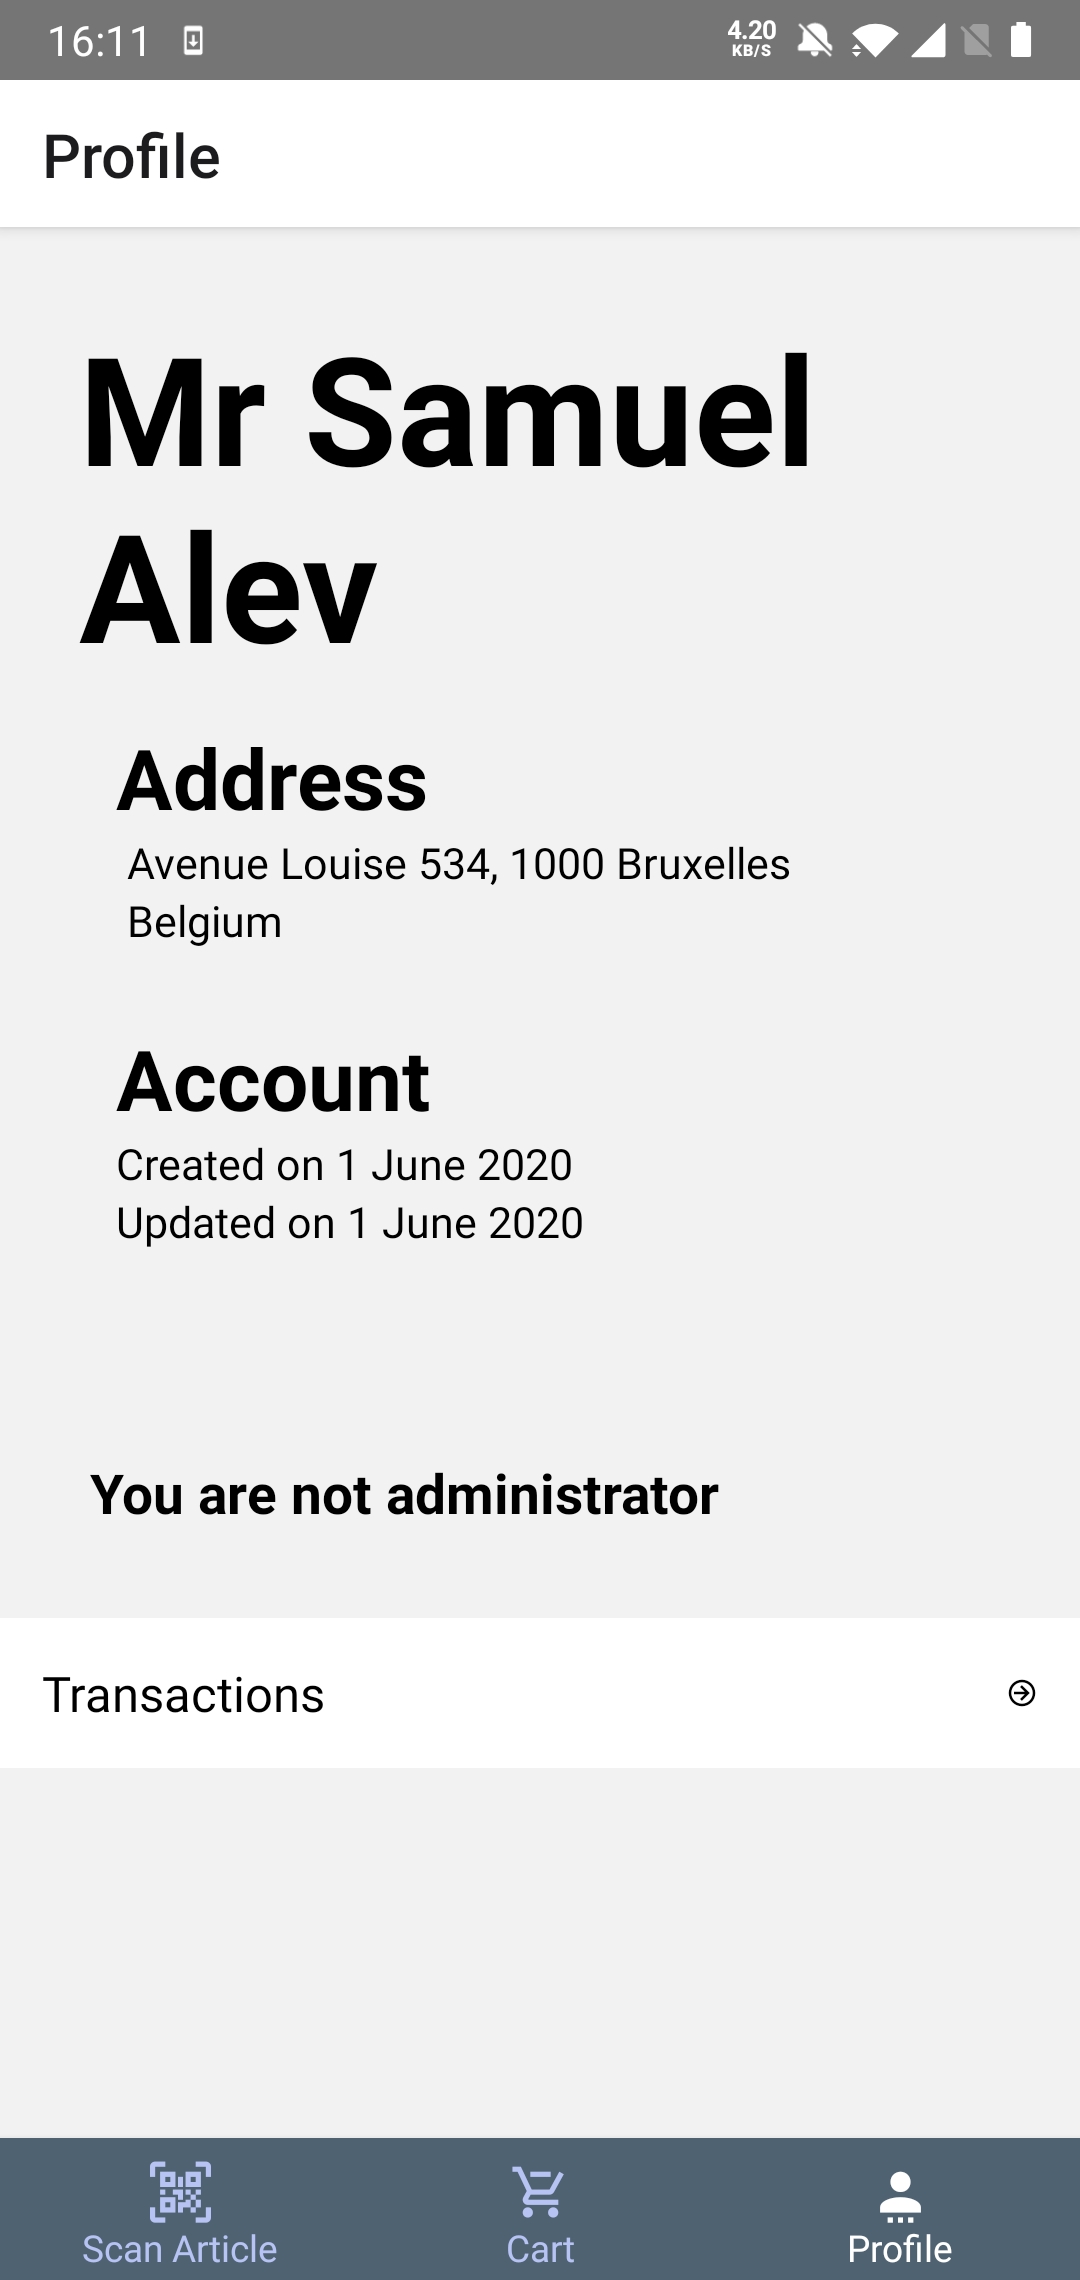 16:11
4.20
KB/S
Profile
Mr Samuel
Alev
Address
Avenue Louise 534, 1000 Bruxelles
Belgium
Account
Created on 1 June 2020
Updated on 1 June 2020
You are not administrator
Transactions
Scan Article
Cart
Profile